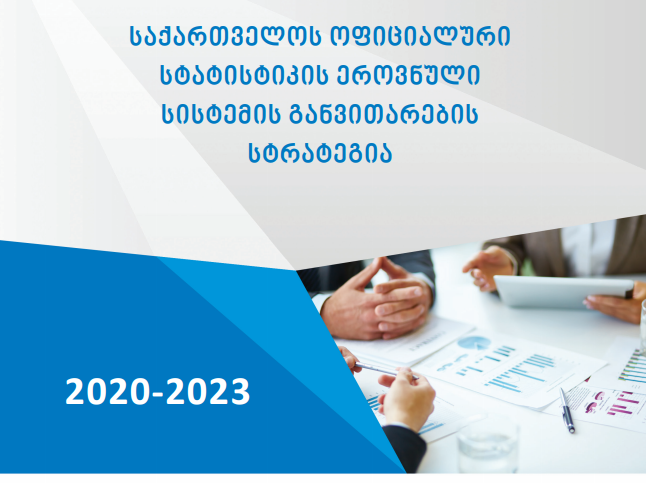 საქართველოს ოფიციალური
სტატისტიკის ეროვნული
სისტემის განვითარების
სტრატეგია
2020-2023